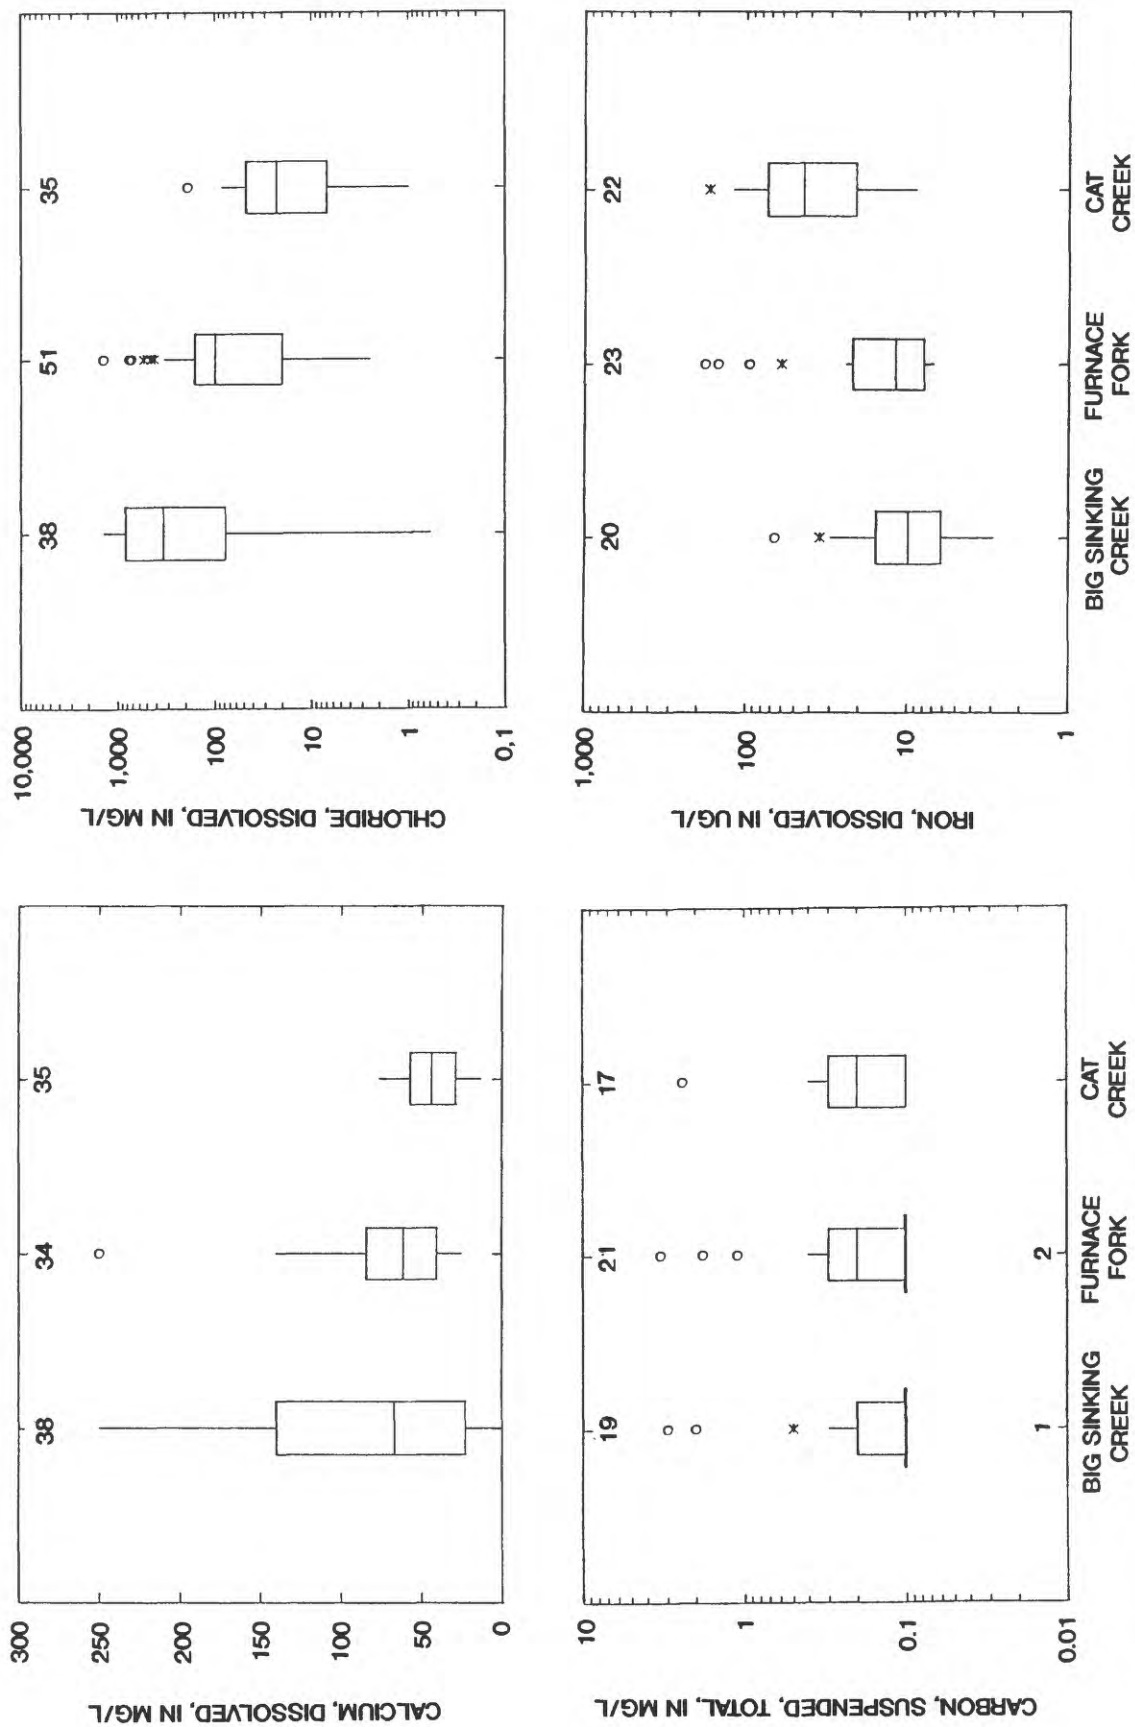 CALCIUM, DISSOLVED, IN MG/L
300
250
200
150
100
50
0
38
34
35
CHLORIDE, DISSOLVED, IN MG/L
10,000
1,000
100
10
1
0.1
38
51
35
CARBON, SUSPENDED, TOTAL, IN MG/L
10
1
0.1
0.01
19
21
17
1
2
BIG SINKING
CREEK
FURNACE
FORK
CAT
CREEK
IRON, DISSOLVED, IN UG/L
1,000
100
10
1
20
23
22
BIG SINKING
CREEK
FURNACE
FORK
CAT
CREEK